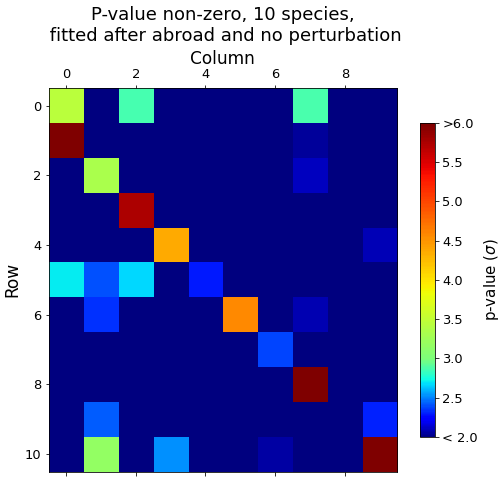 P-value non-zero, 10 species,
fitted after abroad and no perturbation
Column
0 2 4 6 8
Row
0
2
4
6
8
10
>6.0
5.5
5.0
4.5
4.0
3.5
3.0
2.5
< 2.0
p-value (σ)